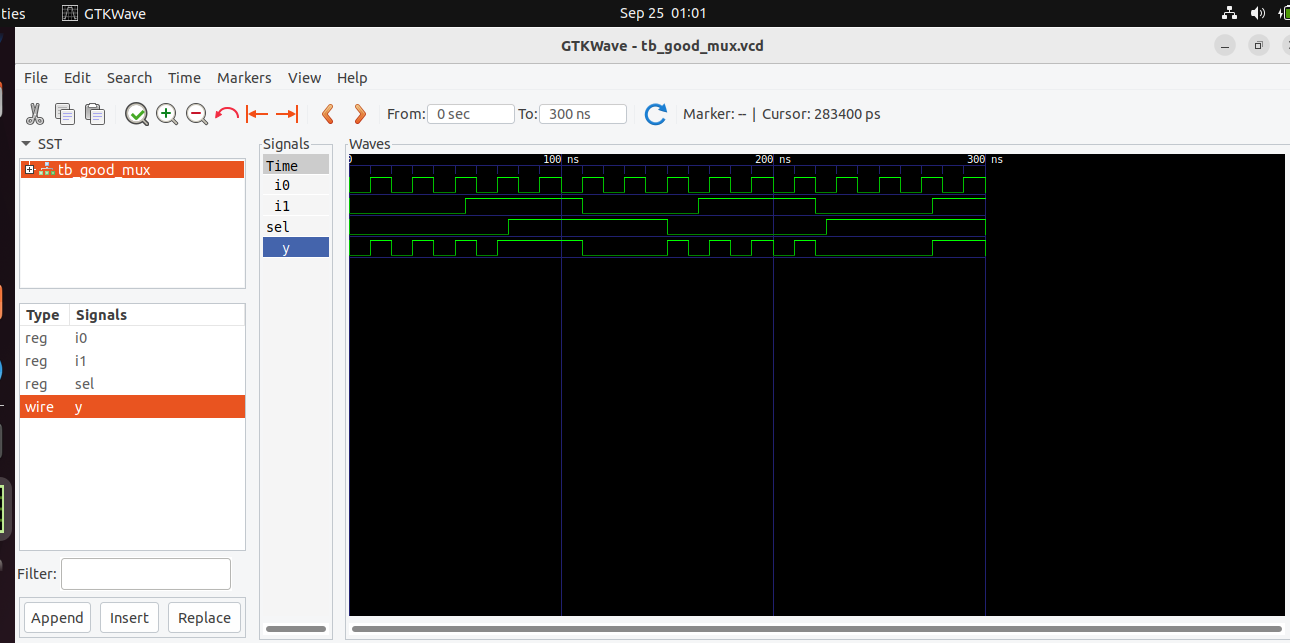 ties GTKWave Sep 25 01:01
GTKWave - tb_good_mux.vcd
File Edit Search Time Markers View Help
From: 0 sec To: 300 ns Marker: -- | Cursor: 283400 ps
SST
tb_good_mux
Type Signals
reg i0
reg i1
reg sel
wire y
Filter:
Append Insert Replace
Signals
Time
i0
i1
sel
y
Waves
0 100 ns 200 ns 300 ns